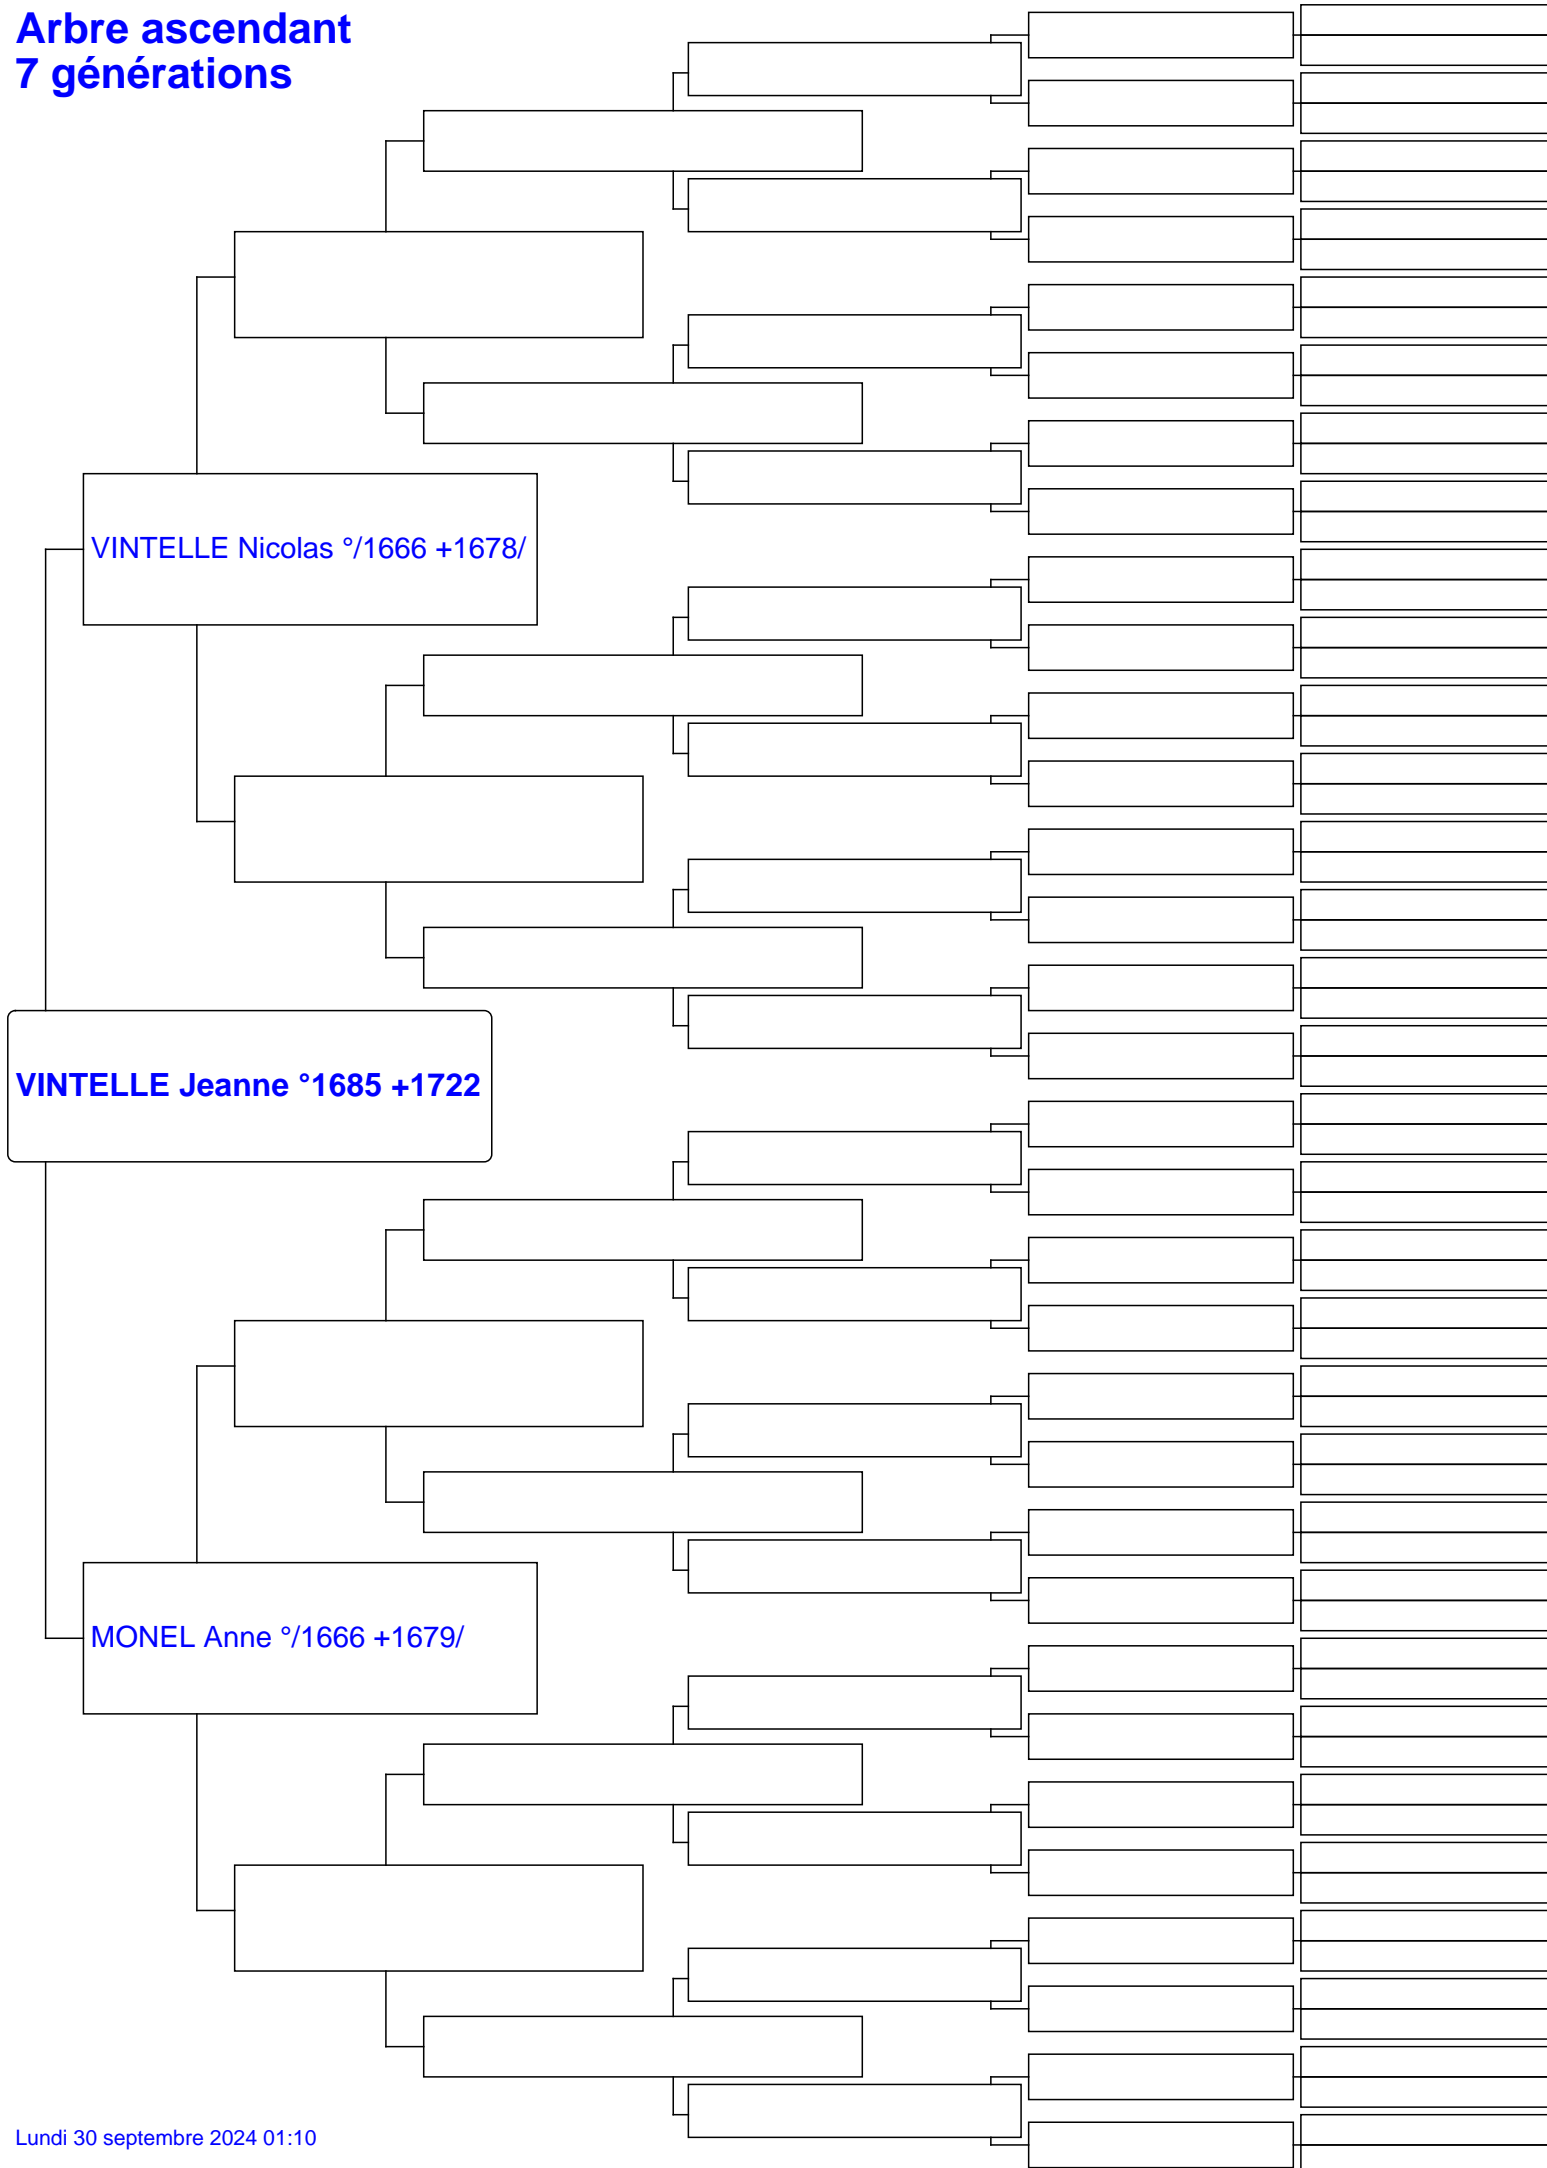 Arbre ascendant
7 générations
VINTELLE Nicolas °/1666 +1678/
VINTELLE Jeanne °1685 +1722
MONEL Anne °/1666 +1679/
Lundi 30 septembre 2024 01:10